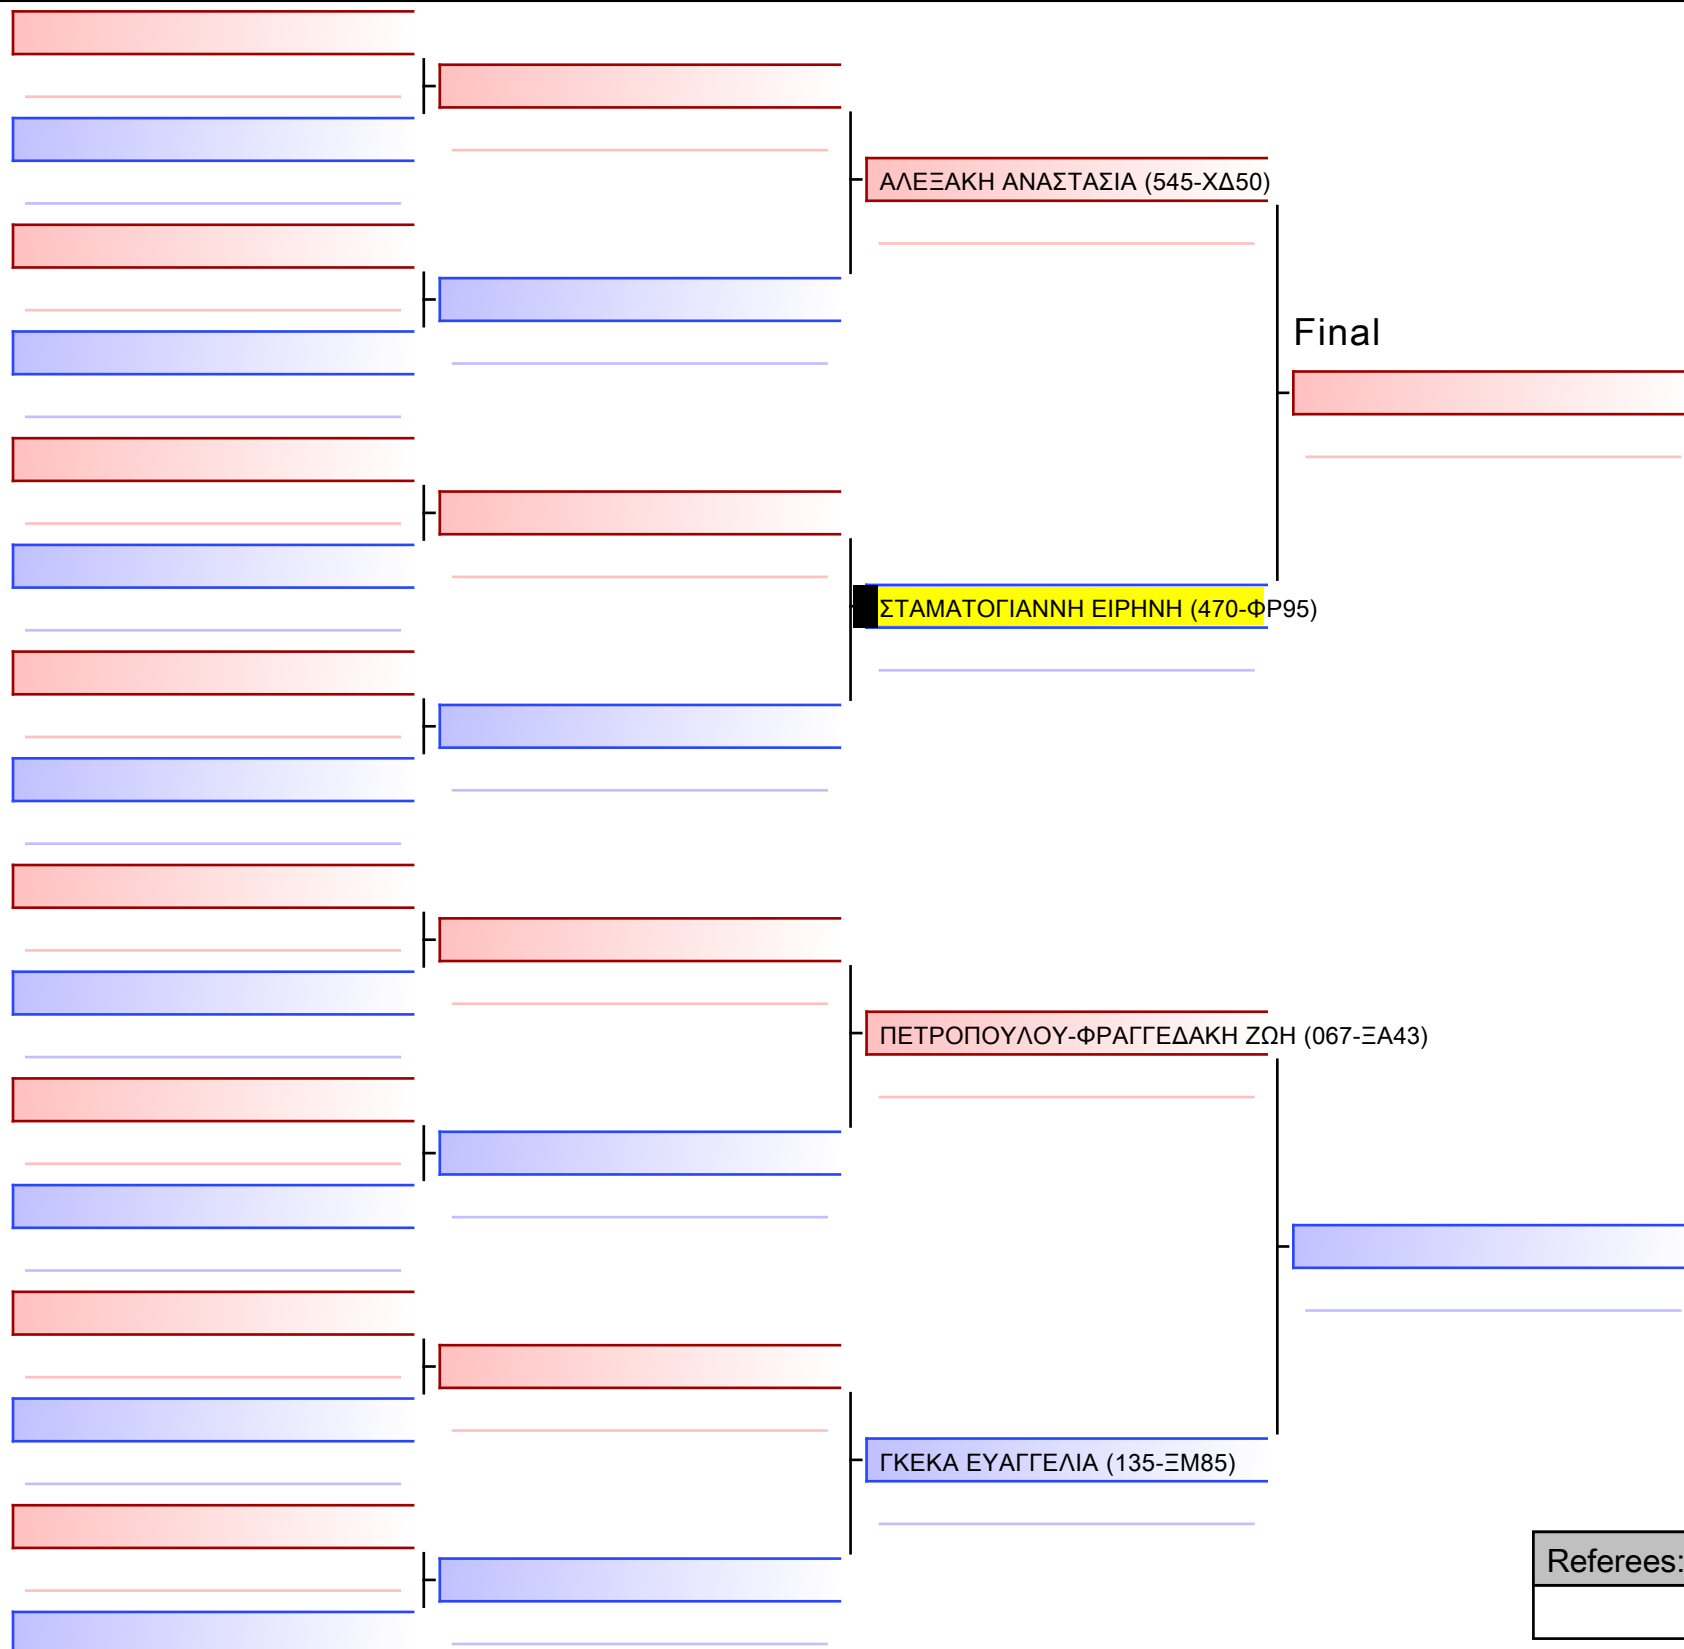 ΑΛΕΞΑΚΗ ΑΝΑΣΤΑΣΙΑ (545-ΧΔ50)
Final
ΣΤΑΜΑΤΟΓΙΑΝΝΗ ΕΙΡΗΝΗ (470-ΦΡ95)
ΠΕΤΡΟΠΟΥΛΟΥ-ΦΡΑΓΓΕΔΑΚΗ ΖΩΗ (067-ΞΑ43)
ΓΚΕΚΑ ΕΥΑΓΓΕΛΙΑ (135-ΞΜ85)
Referees: